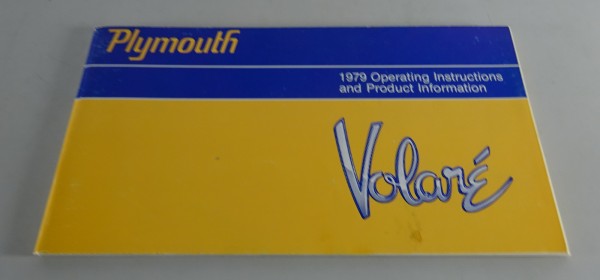 Plymouth
1979 Operating Instructions
and Product Information
Volaré